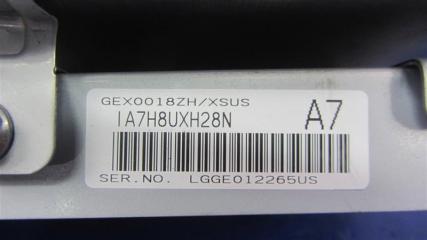 GEX0018ZH/XSUS
IA7H8UXH28N A7
SER.NO. LGGE012265US